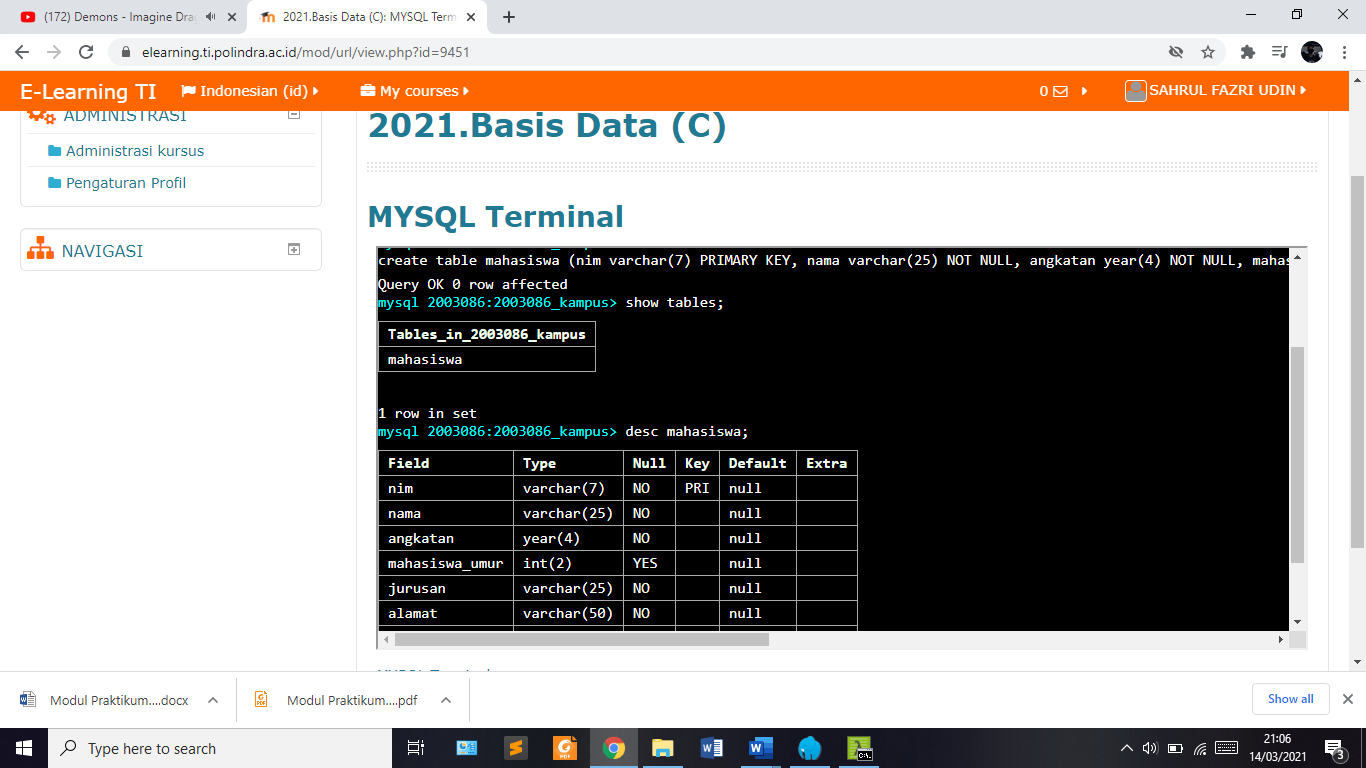 (172) Demons - Imagine Drag
2021.Basis Data (C): MYSQL Term
elearning.ti.polindra.ac.id/mod/url/view.php?id=9451
E-Learning TI
Indonesian (id)
My courses
0
SAHRUL FAZRI UDIN
ADMINISTRASI
Administrasi kursus
Pengaturan Profil
NAVIGASI
2021.Basis Data (C)
MYSQL Terminal
create table mahasiswa (nim varchar(7) PRIMARY KEY, nama varchar(25) NOT NULL, angkatan year(4) NOT NULL, mahas
Query OK 0 row affected
mysql 2003086:2003086_kampus> show tables;
Tables_in_2003086_kampus
mahasiswa
1 row in set
mysql 2003086:2003086_kampus> desc mahasiswa;
Field Type Null Key Default Extra
nim varchar(7) NO PRI null
nama varchar(25) NO null
angkatan year(4) NO null
mahasiswa_umur int(2) YES null
jurusan varchar(25) NO null
alamat varchar(50) NO null
Modul Praktikum....docx
Modul Praktikum....pdf
Show all
Type here to search
21:06
14/03/2021
3